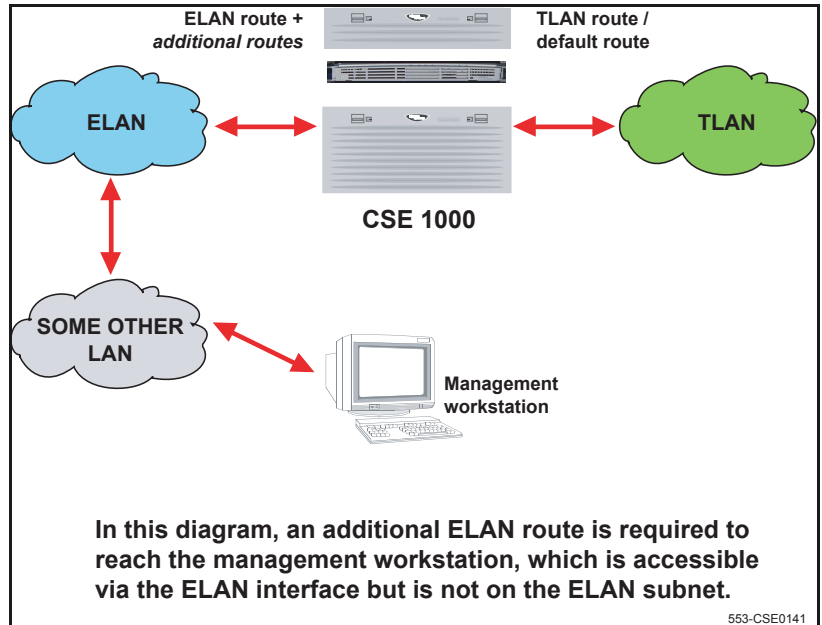 ELAN route +
additional routes
TLAN route /
default route
ELAN
TLAN
CSE 1000
SOME OTHER
LAN
Management
workstation
In this diagram, an additional ELAN route is required to
reach the management workstation, which is accessible
via the ELAN interface but is not on the ELAN subnet.
553-CSE0141